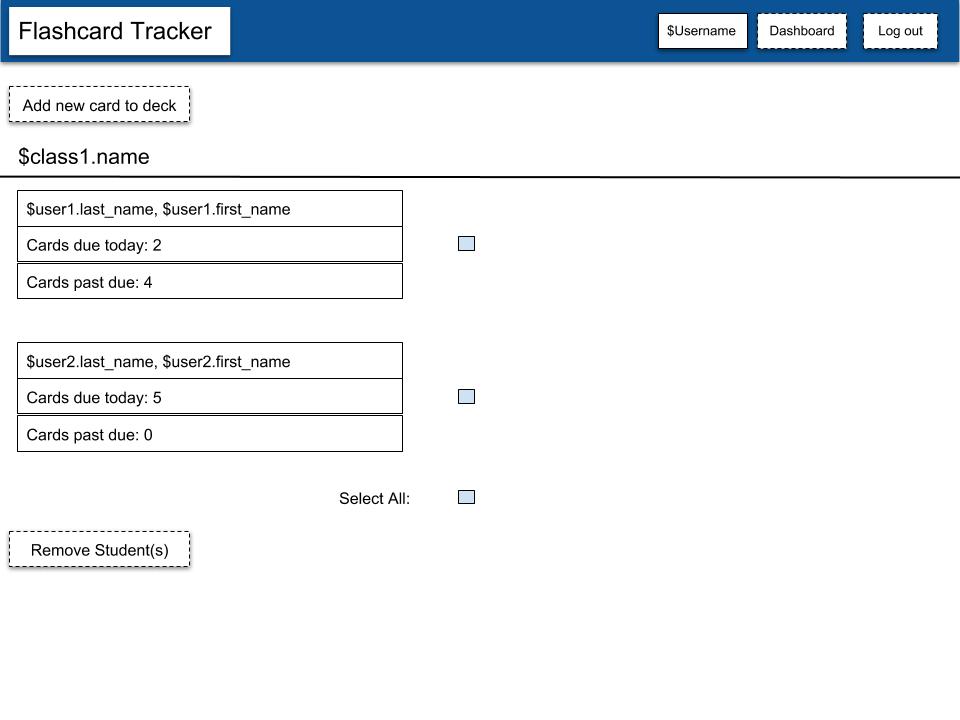 Flashcard Tracker
$Username
Dashboard
Log out
Add new card to deck
$class1.name
$user1.last_name, $user1.first_name
Cards due today: 2
Cards past due: 4
$user2.last_name, $user2.first_name
Cards due today: 5
Cards past due: 0
Select All:
Remove Student(s)